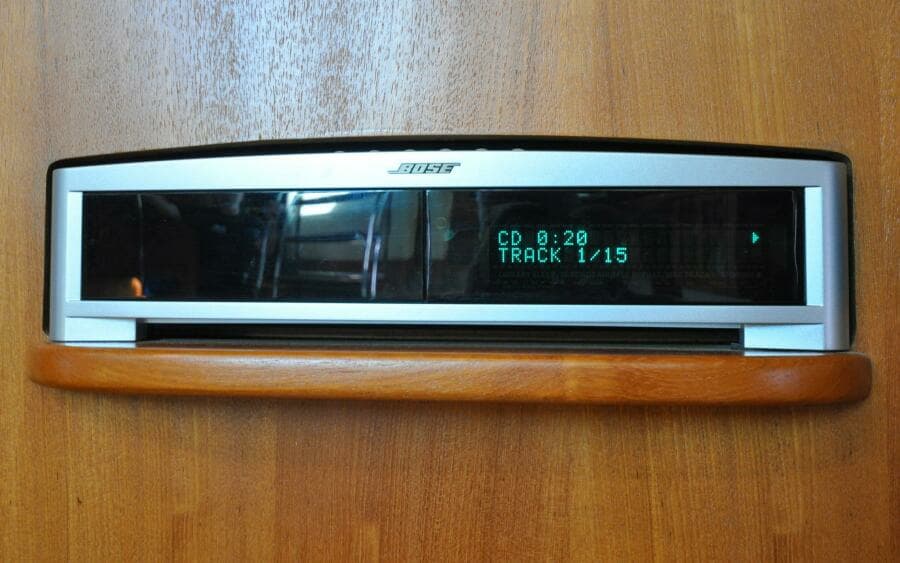 BOSE
CD 0:20
TRACK 1/15